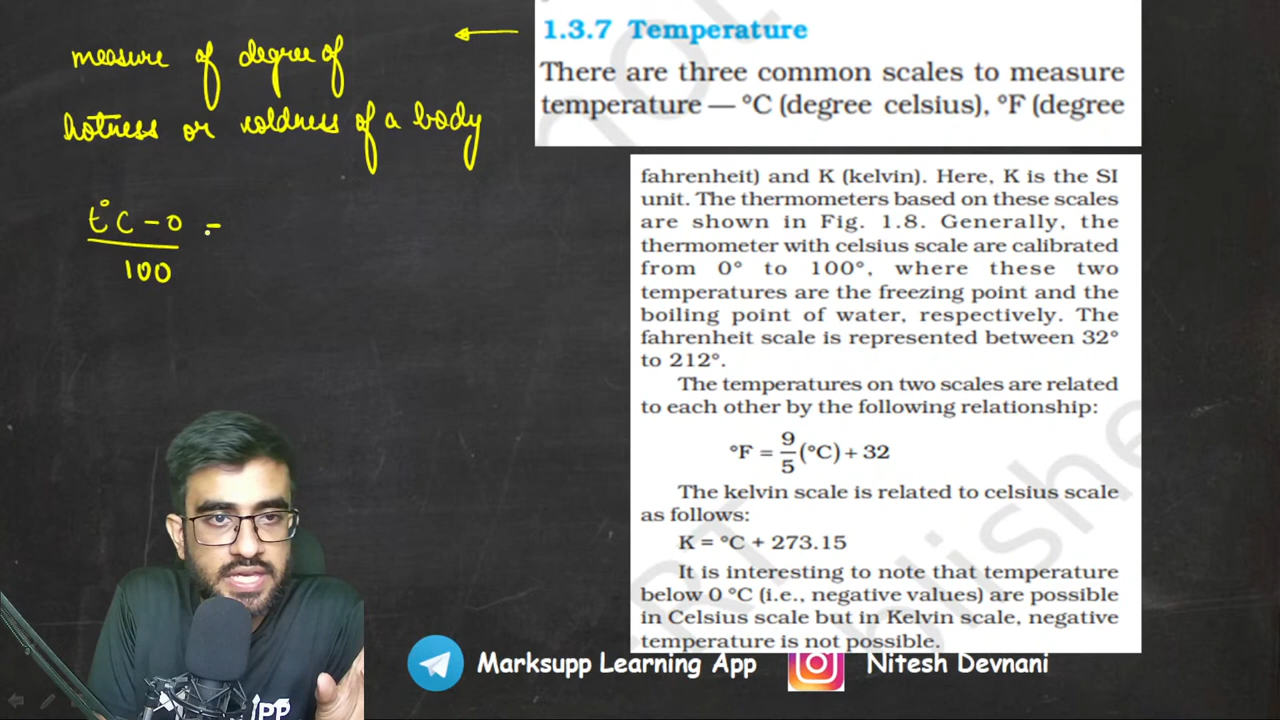 measure of degree of
hotness or coldness of a body
t°C - 0 =
100
1.3.7 Temperature
There are three common scales to measure
temperature — °C (degree celsius), °F (degree
fahrenheit) and K (kelvin). Here, K is the SI
unit. The thermometers based on these scales
are shown in Fig. 1.8. Generally, the
thermometer with celsius scale are calibrated
from 0° to 100°, where these two
temperatures are the freezing point and the
boiling point of water, respectively. The
fahrenheit scale is represented between 32°
to 212°.
The temperatures on two scales are related
to each other by the following relationship:
°F = 9/5 (°C) + 32
The kelvin scale is related to celsius scale
as follows:
K = °C + 273.15
It is interesting to note that temperature
below 0 °C (i.e., negative values) are possible
in Celsius scale but in Kelvin scale, negative
temperature is not possible.
Marksupp Learning App
Nitesh Devnani